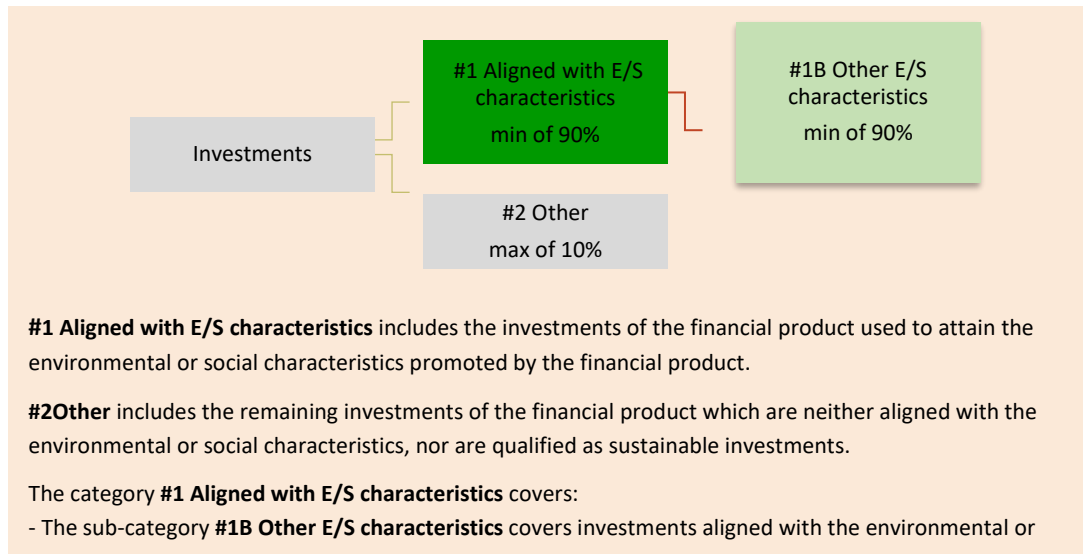 #1 Aligned with E/S
characteristics
min of 90%
#1B Other E/S
characteristics
min of 90%
Investments
#2 Other
max of 10%
#1 Aligned with E/S characteristics includes the investments of the financial product used to attain the
environmental or social characteristics promoted by the financial product.
#2Other includes the remaining investments of the financial product which are neither aligned with the
environmental or social characteristics, nor are qualified as sustainable investments.
The category #1 Aligned with E/S characteristics covers:
- The sub-category #1B Other E/S characteristics covers investments aligned with the environmental or